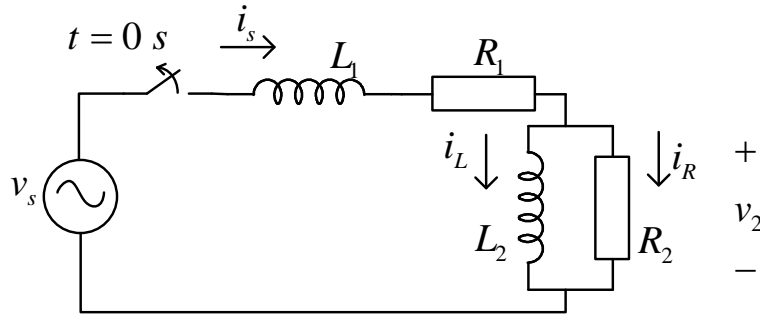 t = 0 s
i_s
L_1
R_1
i_L
i_R
+
v_s
v_2
L_2
R_2
−